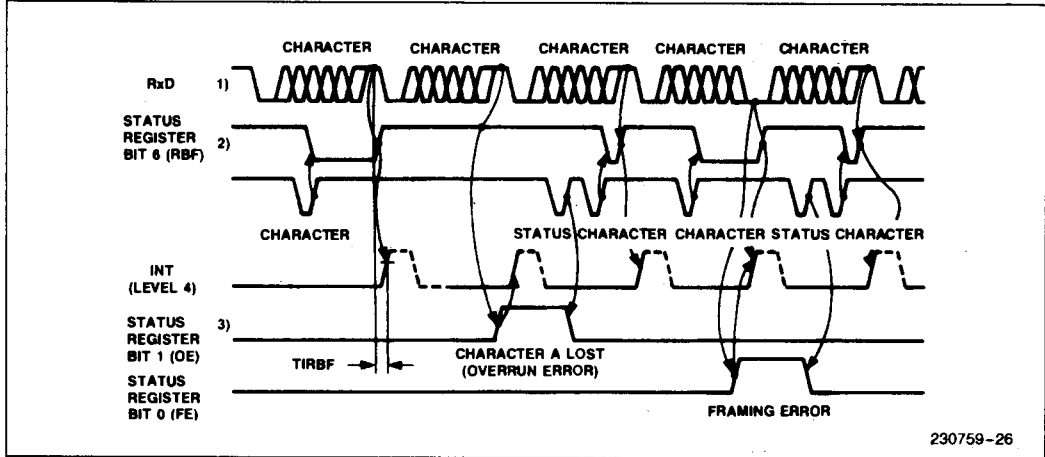 CHARACTER CHARACTER CHARACTER CHARACTER CHARACTER
RxD 1)
STATUS
REGISTER 2)
BIT 6 (RBF)
CHARACTER STATUS CHARACTER CHARACTER STATUS CHARACTER
INT
(LEVEL 4)
STATUS 3)
REGISTER
BIT 1 (OE)
TIRBF
CHARACTER A LOST
(OVERRUN ERROR)
STATUS
REGISTER
BIT 0 (FE)
FRAMING ERROR
230759-26